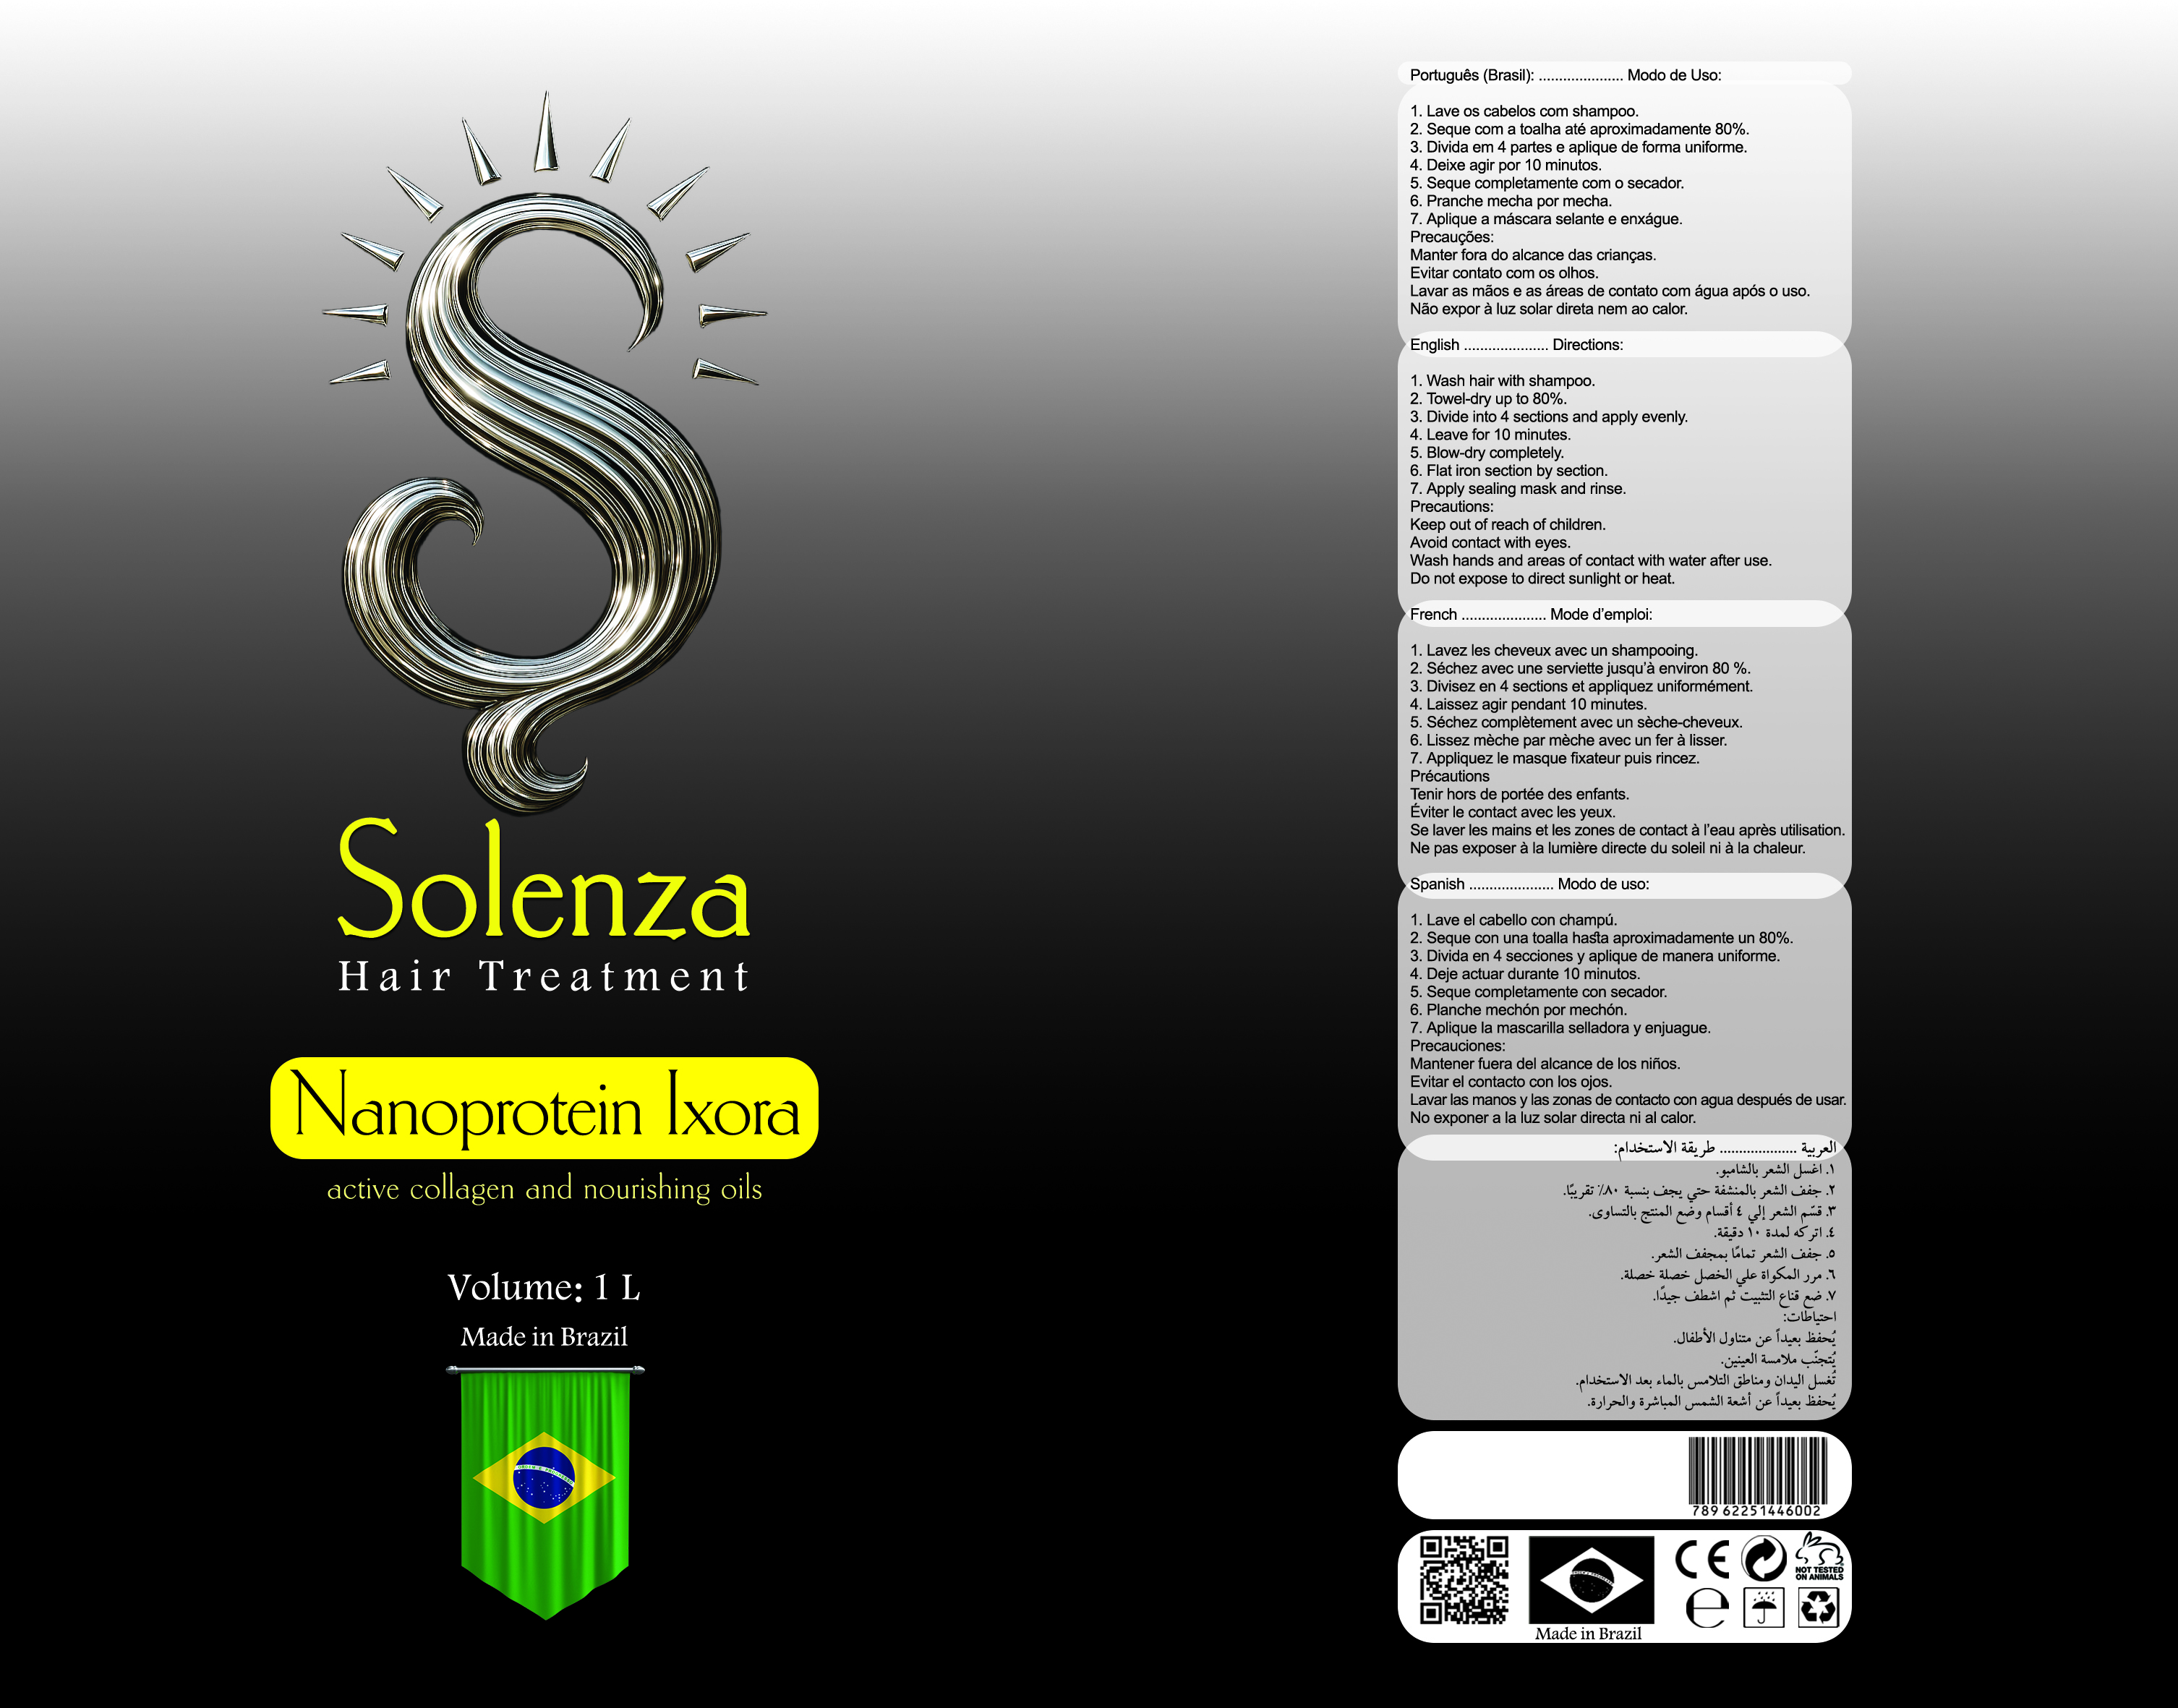 Solenza
Hair Treatment
Nanoprotein Ixora
active collagen and nourishing oils
Volume: 1 L
Made in Brazil
Português (Brasil): ..................... Modo de Uso:
1. Lave os cabelos com shampoo.
2. Seque com a toalha até aproximadamente 80%.
3. Divida em 4 partes e aplique de forma uniforme.
4. Deixe agir por 10 minutos.
5. Seque completamente com o secador.
6. Pranche mecha por mecha.
7. Aplique a máscara selante e enxágue.
Precauções:
Manter fora do alcance das crianças.
Evitar contato com os olhos.
Lavar as mãos e as áreas de contato com água após o uso.
Não expor à luz solar direta nem ao calor.
English ..................... Directions:
1. Wash hair with shampoo.
2. Towel-dry up to 80%.
3. Divide into 4 sections and apply evenly.
4. Leave for 10 minutes.
5. Blow-dry completely.
6. Flat iron section by section.
7. Apply sealing mask and rinse.
Precautions:
Keep out of reach of children.
Avoid contact with eyes.
Wash hands and areas of contact with water after use.
Do not expose to direct sunlight or heat.
French ..................... Mode d’emploi:
1. Lavez les cheveux avec un shampooing.
2. Séchez avec une serviette jusqu’à environ 80 %.
3. Divisez en 4 sections et appliquez uniformément.
4. Laissez agir pendant 10 minutes.
5. Séchez complètement avec un sèche-cheveux.
6. Lissez mèche par mèche avec un fer à lisser.
7. Appliquez le masque fixateur puis rincez.
Précautions
Tenir hors de portée des enfants.
Éviter le contact avec les yeux.
Se laver les mains et les zones de contact à l’eau après utilisation.
Ne pas exposer à la lumière directe du soleil ni à la chaleur.
Spanish ..................... Modo de uso:
1. Lave el cabello con champú.
2. Seque con una toalla hasta aproximadamente un 80%.
3. Divida en 4 secciones y aplique de manera uniforme.
4. Deje actuar durante 10 minutos.
5. Seque completamente con secador.
6. Planche mechón por mechón.
7. Aplique la mascarilla selladora y enjuague.
Precauciones:
Mantener fuera del alcance de los niños.
Evitar el contacto con los ojos.
Lavar las manos y las zonas de contacto con agua después de usar.
No exponer a la luz solar directa ni al calor.
العربية .................... طريقة الاستخدام:
١. اغسل الشعر بالشامبو.
٢. جفف الشعر بالمنشفة حتي يجف بنسبة ٨٠٪ تقريبًا.
٣. قسّم الشعر إلي ٤ أقسام وضع المنتج بالتساوى.
٤. اتركه لمدة ١٠ دقيقة.
٥. جفف الشعر تمامًا بمجفف الشعر.
٦. مرر المكواة علي الخصل خصلة خصلة.
٧. ضع قناع التثبيت ثم اشطف جيدًا.
احتياطات:
يُحفظ بعيداً عن متناول الأطفال.
يُتجنّب ملامسة العينين.
تُغسل اليدان ومناطق التلامس بالماء بعد الاستخدام.
يُحفظ بعيداً عن أشعة الشمس المباشرة والحرارة.
789 62251446002
CE
NOT TESTED
ON ANIMALS
e
Made in Brazil